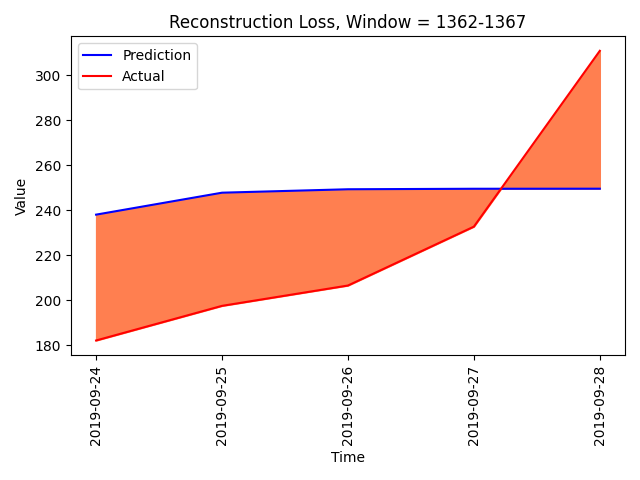 Reconstruction Loss, Window = 1362-1367
Prediction
Actual
Value
300
280
260
240
220
200
180
2019-09-24
2019-09-25
2019-09-26
2019-09-27
2019-09-28
Time